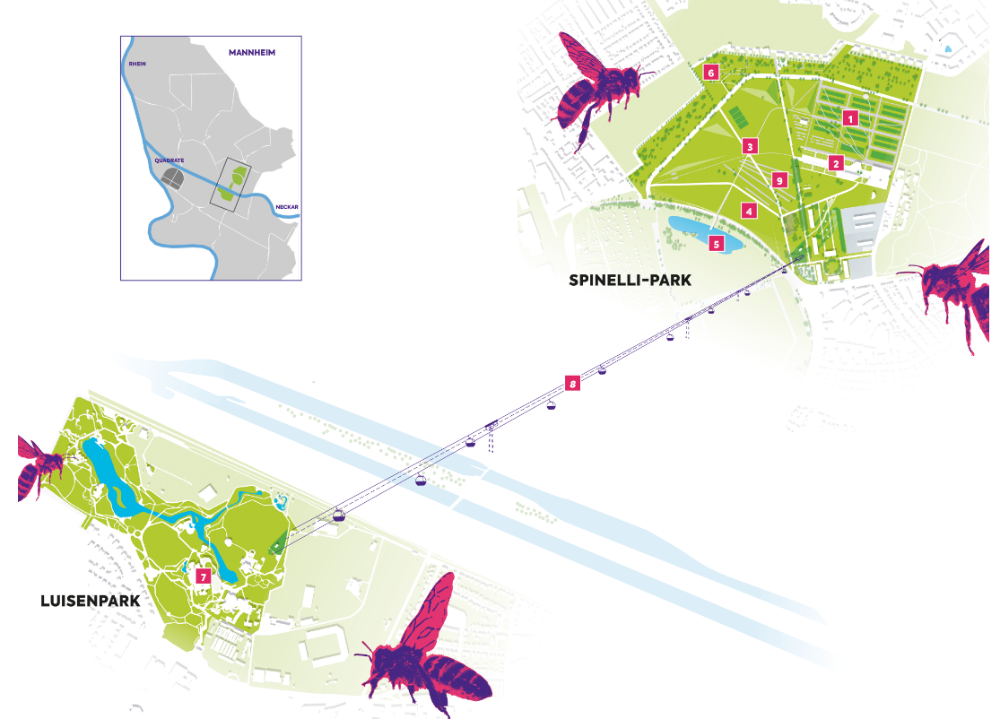 MANNHEIM
RHEIN
QUADRATE
NECKAR
6
1
3
2
9
4
5
SPINELLI-PARK
8
7
LUISENPARK